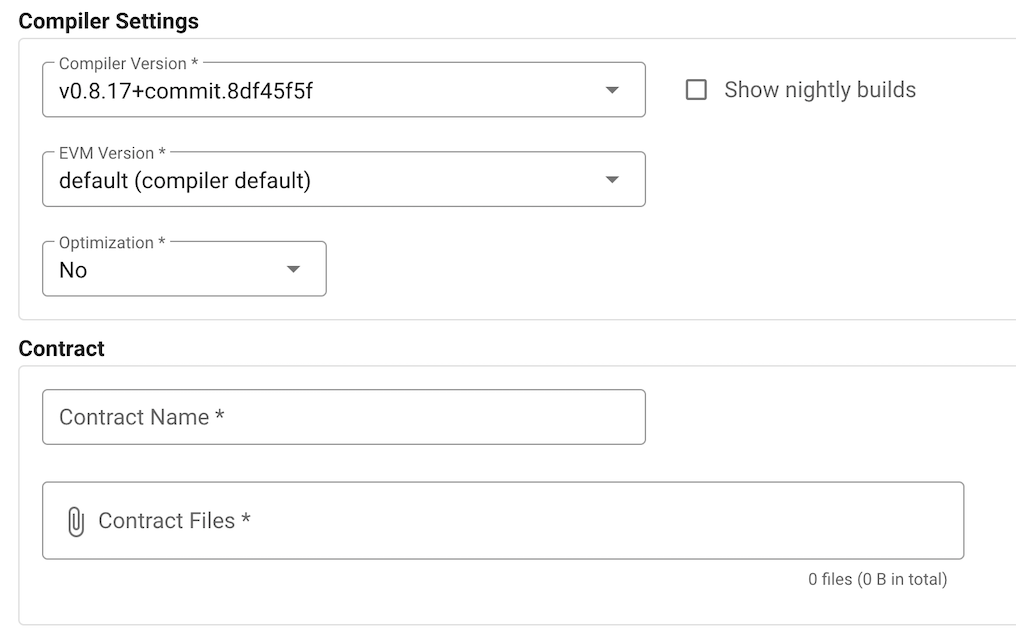 Compiler Settings
Compiler Version *
v0.8.17+commit.8df45f5f
Show nightly builds
EVM Version *
default (compiler default)
Optimization *
No
Contract
Contract Name *
Contract Files *
0 files (0 B in total)